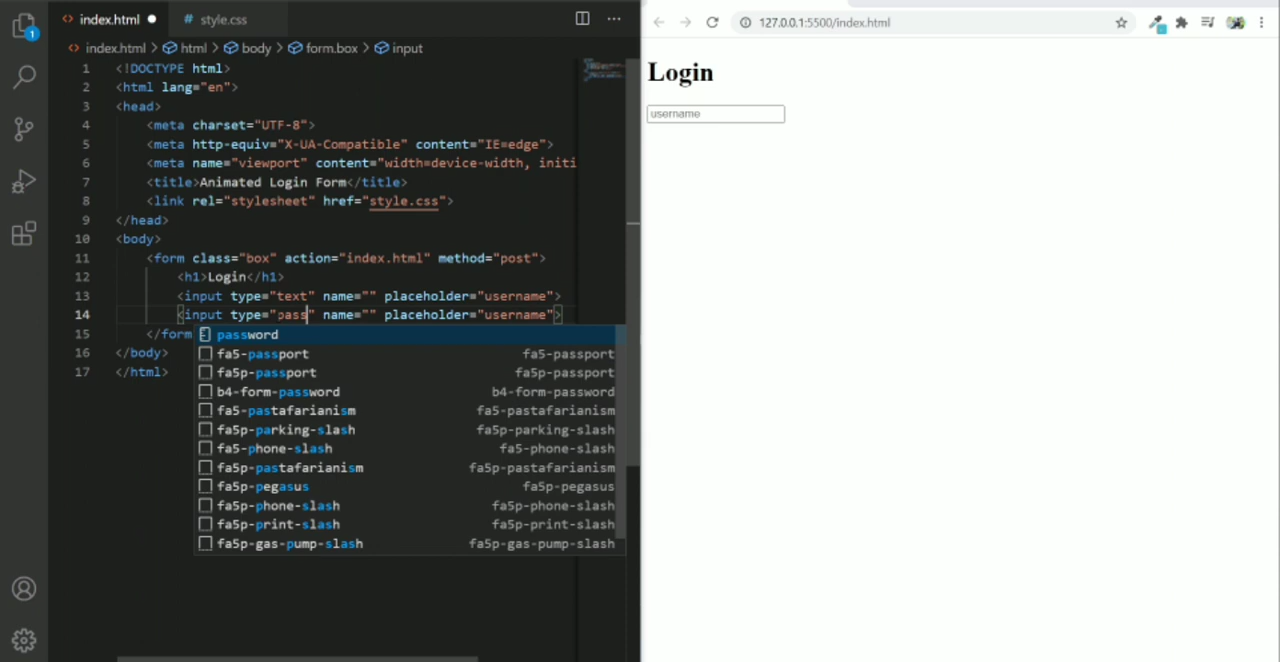 index.html
style.css
index.html > html > body > form.box > input
1 <!DOCTYPE html>
2 <html lang="en">
3 <head>
4 <meta charset="UTF-8">
5 <meta http-equiv="X-UA-Compatible" content="IE=edge">
6 <meta name="viewport" content="width=device-width, initi
7 <title>Animated Login Form</title>
8 <link rel="stylesheet" href="style.css">
9 </head>
10 <body>
11 <form class="box" action="index.html" method="post">
12 <h1>Login</h1>
13 <input type="text" name="" placeholder="username">
14 <input type="pass" name="" placeholder="username">
15 </form
16 </body>
17 </html>
password
fa5-passport fa5-passport
fa5p-passport fa5p-passport
b4-form-password b4-form-password
fa5-pastafarianism fa5-pastafarianism
fa5p-parking-slash fa5p-parking-slash
fa5-phone-slash fa5-phone-slash
fa5p-pastafarianism fa5p-pastafarianism
fa5p-pegasus fa5p-pegasus
fa5p-phone-slash fa5p-phone-slash
fa5p-print-slash fa5p-print-slash
fa5p-gas-pump-slash fa5p-gas-pump-slash
1
127.0.0.1:5500/index.html
Login
username